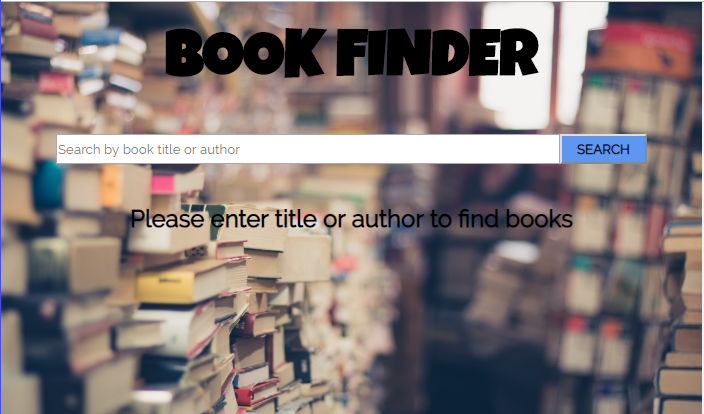 BOOK FINDER
Search by book title or author
SEARCH
Please enter title or author to find books